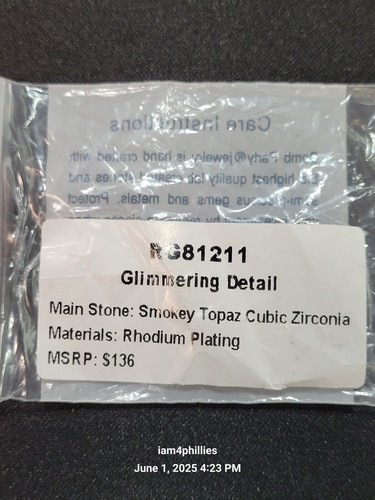 Care Instructions
Bomb Party® jewelry is hand crafted with
highest quality lab created stones and
semi-precious gems and metals. Protect
RG81211
Glimmering Detail
Main Stone: Smokey Topaz Cubic Zirconia
Materials: Rhodium Plating
MSRP: $136
iam4phillies
June 1, 2025 4:23 PM